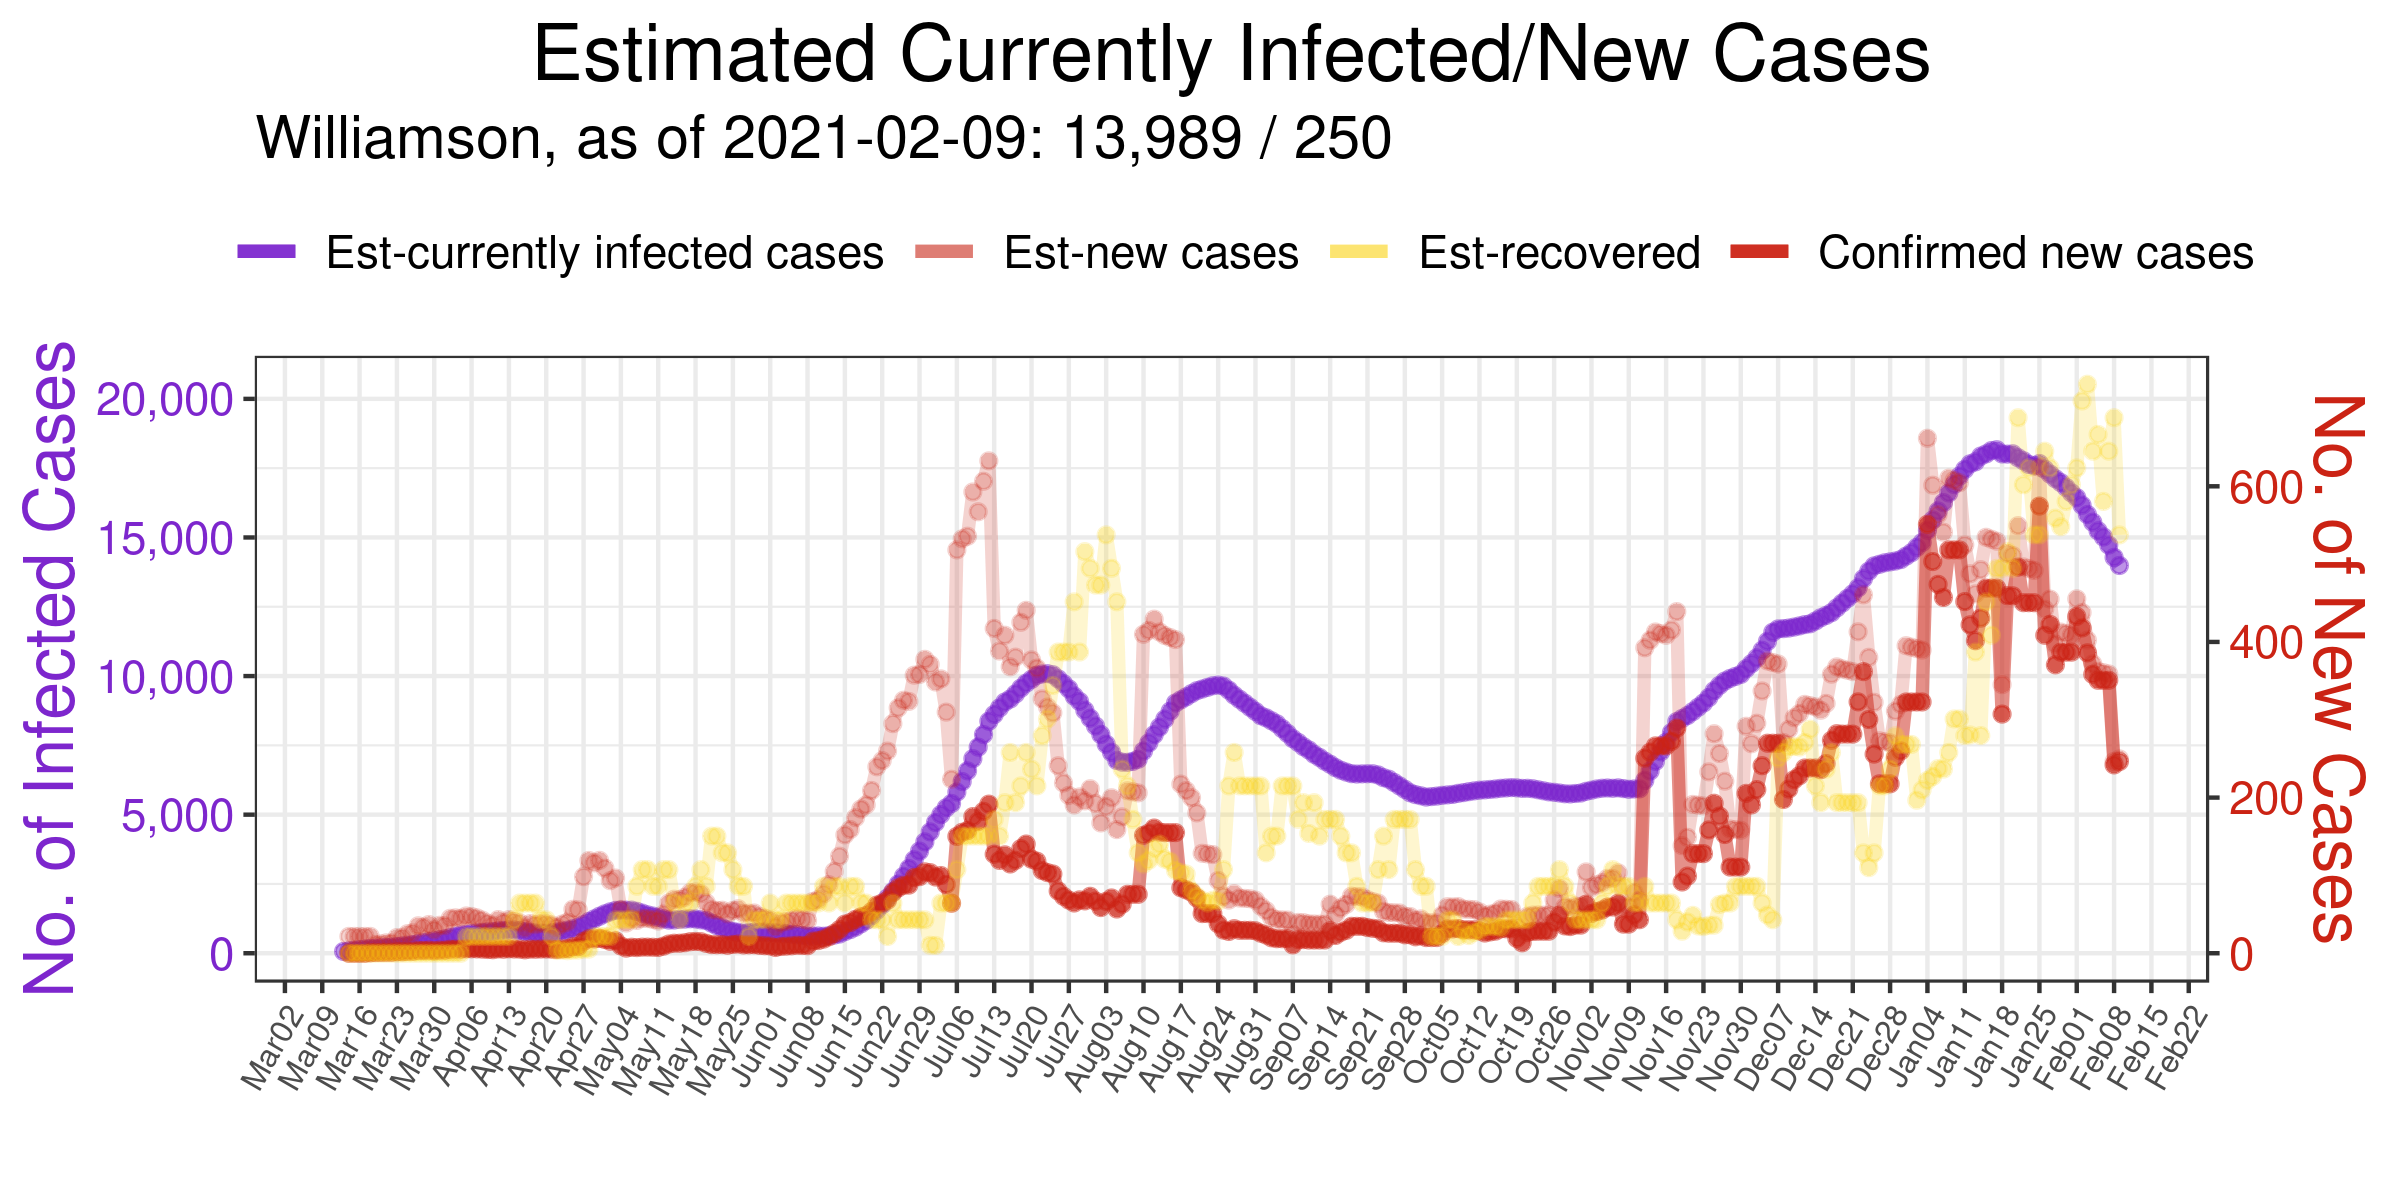 Estimated Currently Infected/New Cases
Williamson, as of 2021-02-09: 13,989 / 250
Est-currently infected cases Est-new cases Est-recovered Confirmed new cases
No. of Infected Cases
20,000
15,000
10,000
5,000
0
No. of New Cases
600
400
200
0
Mar02 Mar09 Mar16 Mar23 Mar30 Apr06 Apr13 Apr20 Apr27 May04 May11 May18 May25 Jun01 Jun08 Jun15 Jun22 Jun29 Jul06 Jul13 Jul20 Jul27 Aug03 Aug10 Aug17 Aug24 Aug31 Sep07 Sep14 Sep21 Sep28 Oct05 Oct12 Oct19 Oct26 Nov02 Nov09 Nov16 Nov23 Nov30 Dec07 Dec14 Dec21 Dec28 Jan04 Jan11 Jan18 Jan25 Feb01 Feb08 Feb15 Feb22